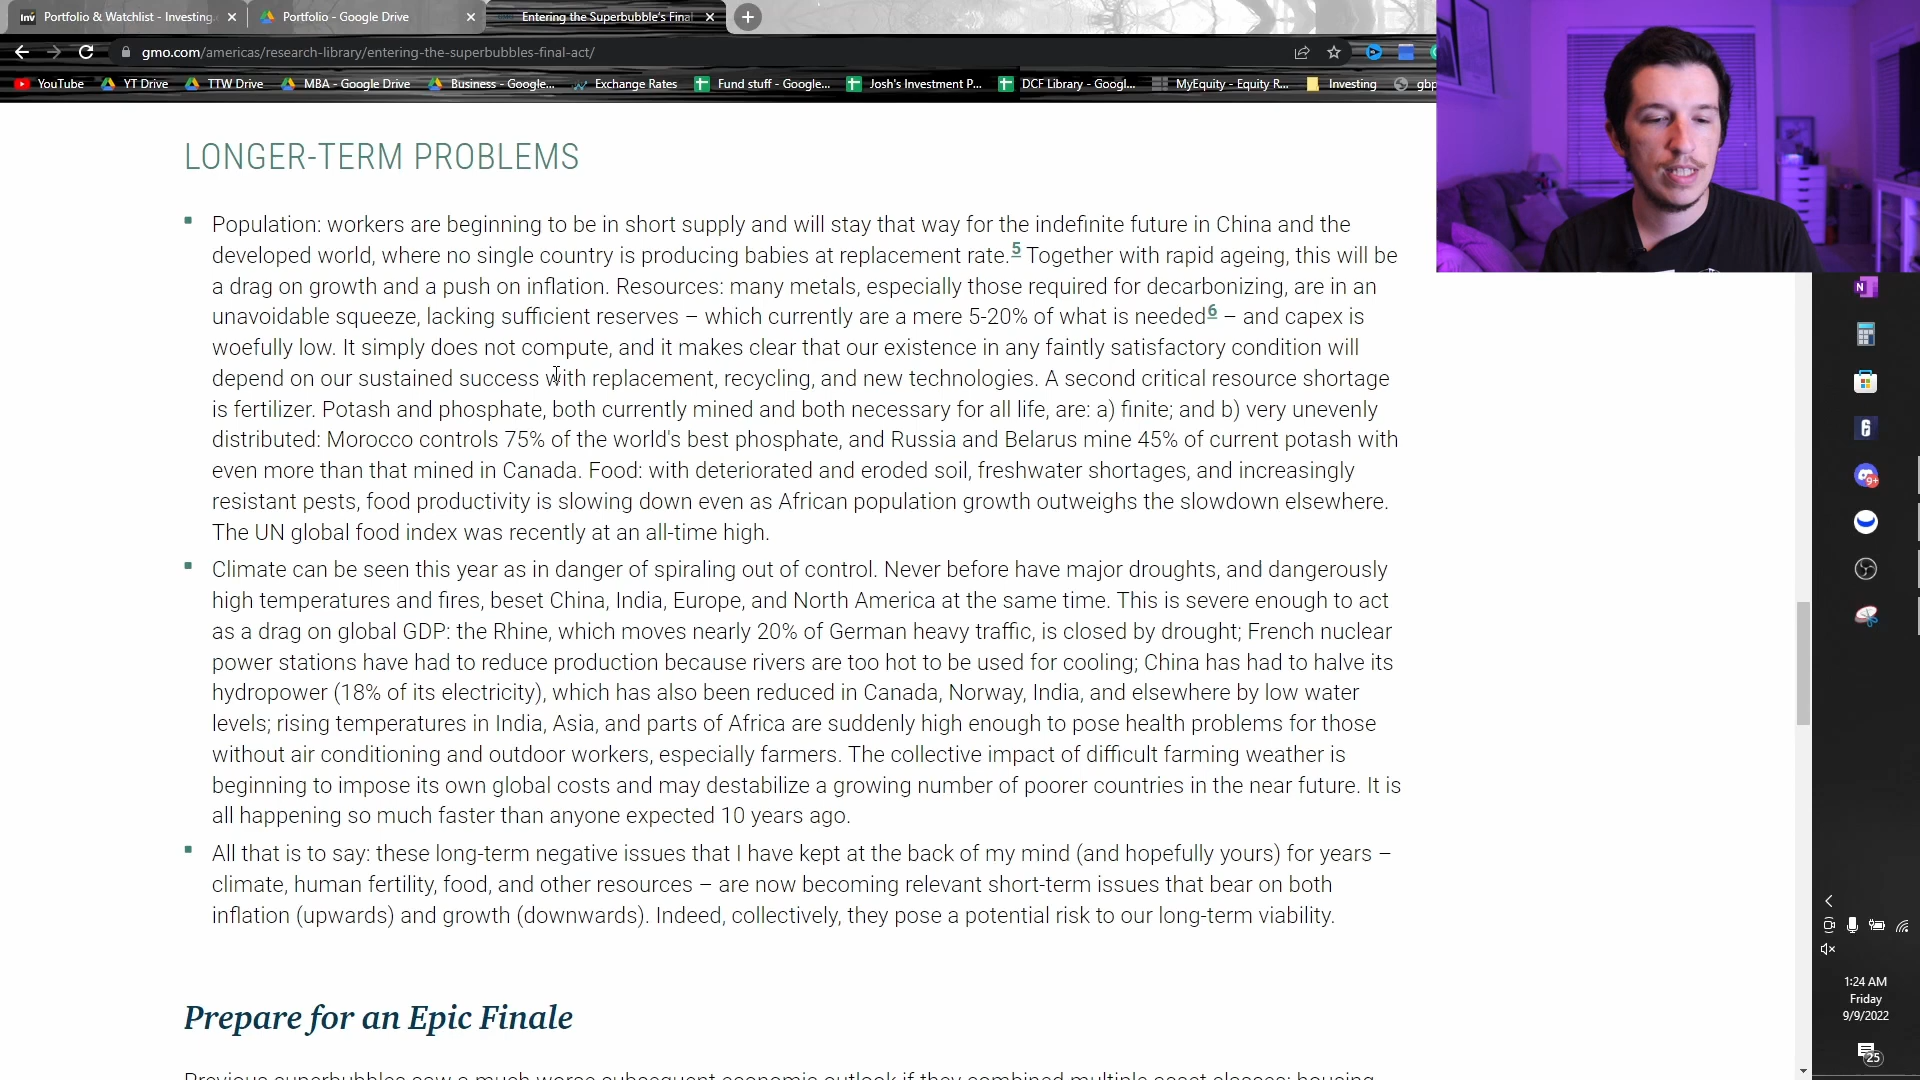 Portfolio & Watchlist - Investing.
Portfolio - Google Drive
Entering the Superbubble's Fina
gmo.com/americas/research-library/entering-the-superbubbles-final-act/
YouTube
YT Drive
TTW Drive
MBA - Google Drive
Business - Google...
Exchange Rates
Fund stuff - Google...
Josh's Investment P...
DCF Library - Googl...
MyEquity - Equity R...
Investing
gbp
LONGER-TERM PROBLEMS
Population: workers are beginning to be in short supply and will stay that way for the indefinite future in China and the
developed world, where no single country is producing babies at replacement rate.5 Together with rapid ageing, this will be
a drag on growth and a push on inflation. Resources: many metals, especially those required for decarbonizing, are in an
unavoidable squeeze, lacking sufficient reserves – which currently are a mere 5-20% of what is needed6 – and capex is
woefully low. It simply does not compute, and it makes clear that our existence in any faintly satisfactory condition will
depend on our sustained success with replacement, recycling, and new technologies. A second critical resource shortage
is fertilizer. Potash and phosphate, both currently mined and both necessary for all life, are: a) finite; and b) very unevenly
distributed: Morocco controls 75% of the world's best phosphate, and Russia and Belarus mine 45% of current potash with
even more than that mined in Canada. Food: with deteriorated and eroded soil, freshwater shortages, and increasingly
resistant pests, food productivity is slowing down even as African population growth outweighs the slowdown elsewhere.
The UN global food index was recently at an all-time high.
Climate can be seen this year as in danger of spiraling out of control. Never before have major droughts, and dangerously
high temperatures and fires, beset China, India, Europe, and North America at the same time. This is severe enough to act
as a drag on global GDP: the Rhine, which moves nearly 20% of German heavy traffic, is closed by drought; French nuclear
power stations have had to reduce production because rivers are too hot to be used for cooling; China has had to halve its
hydropower (18% of its electricity), which has also been reduced in Canada, Norway, India, and elsewhere by low water
levels; rising temperatures in India, Asia, and parts of Africa are suddenly high enough to pose health problems for those
without air conditioning and outdoor workers, especially farmers. The collective impact of difficult farming weather is
beginning to impose its own global costs and may destabilize a growing number of poorer countries in the near future. It is
all happening so much faster than anyone expected 10 years ago.
All that is to say: these long-term negative issues that I have kept at the back of my mind (and hopefully yours) for years –
climate, human fertility, food, and other resources – are now becoming relevant short-term issues that bear on both
inflation (upwards) and growth (downwards). Indeed, collectively, they pose a potential risk to our long-term viability.
Prepare for an Epic Finale
Previous superbubbles saw a much worse subsequent economic outlook if they combined multiple asset classes: housing
1:24 AM
Friday
9/9/2022
25